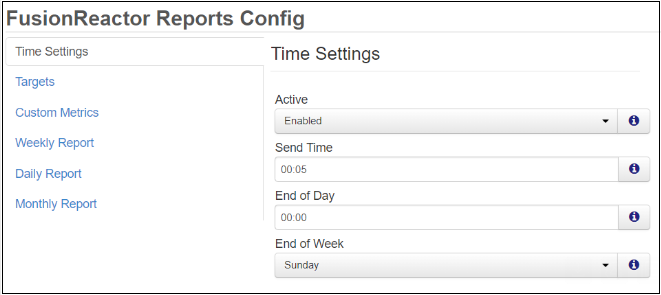 FusionReactor Reports Config
Time Settings
Targets
Custom Metrics
Weekly Report
Daily Report
Monthly Report
Time Settings
Active
Enabled
Send Time
00:05
End of Day
00:00
End of Week
Sunday